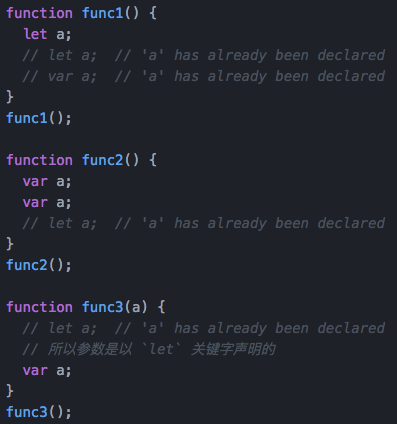 function func1() {
  let a;
  // let a;  // 'a' has already been declared
  // var a;  // 'a' has already been declared
}
func1();

function func2() {
  var a;
  var a;
  // let a;  // 'a' has already been declared
}
func2();

function func3(a) {
  // let a;  // 'a' has already been declared
  // 所以参数是以 `let` 关键字声明的
  var a;
}
func3();